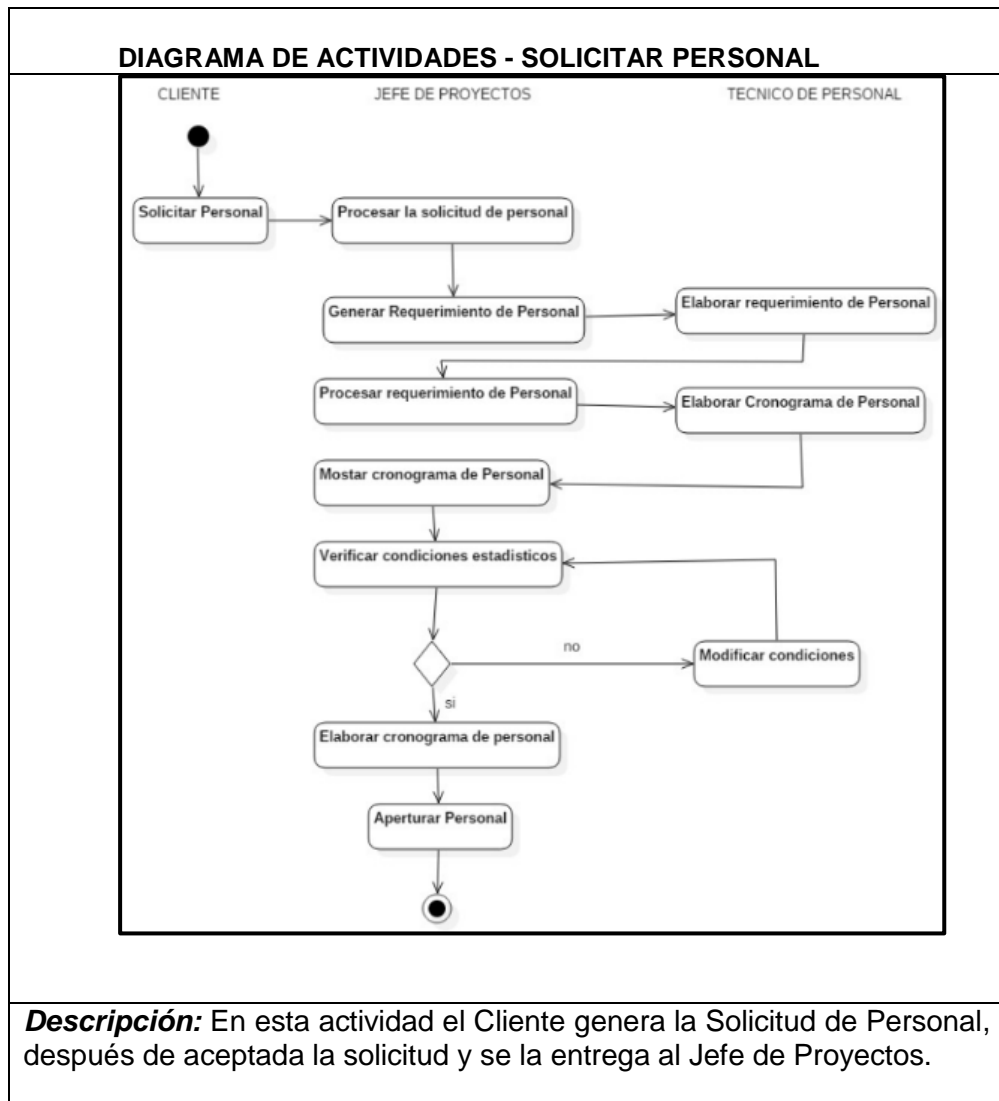 DIAGRAMA DE ACTIVIDADES - SOLICITAR PERSONAL
CLIENTE JEFE DE PROYECTOS TECNICO DE PERSONAL
Solicitar Personal Procesar la solicitud de personal
Generar Requerimiento de Personal Elaborar requerimiento de Personal
Procesar requerimiento de Personal Elaborar Cronograma de Personal
Mostar cronograma de Personal
Verificar condiciones estadisticos
no
Modificar condiciones
si
Elaborar cronograma de personal
Aperturar Personal
Descripción: En esta actividad el Cliente genera la Solicitud de Personal,
después de aceptada la solicitud y se la entrega al Jefe de Proyectos.